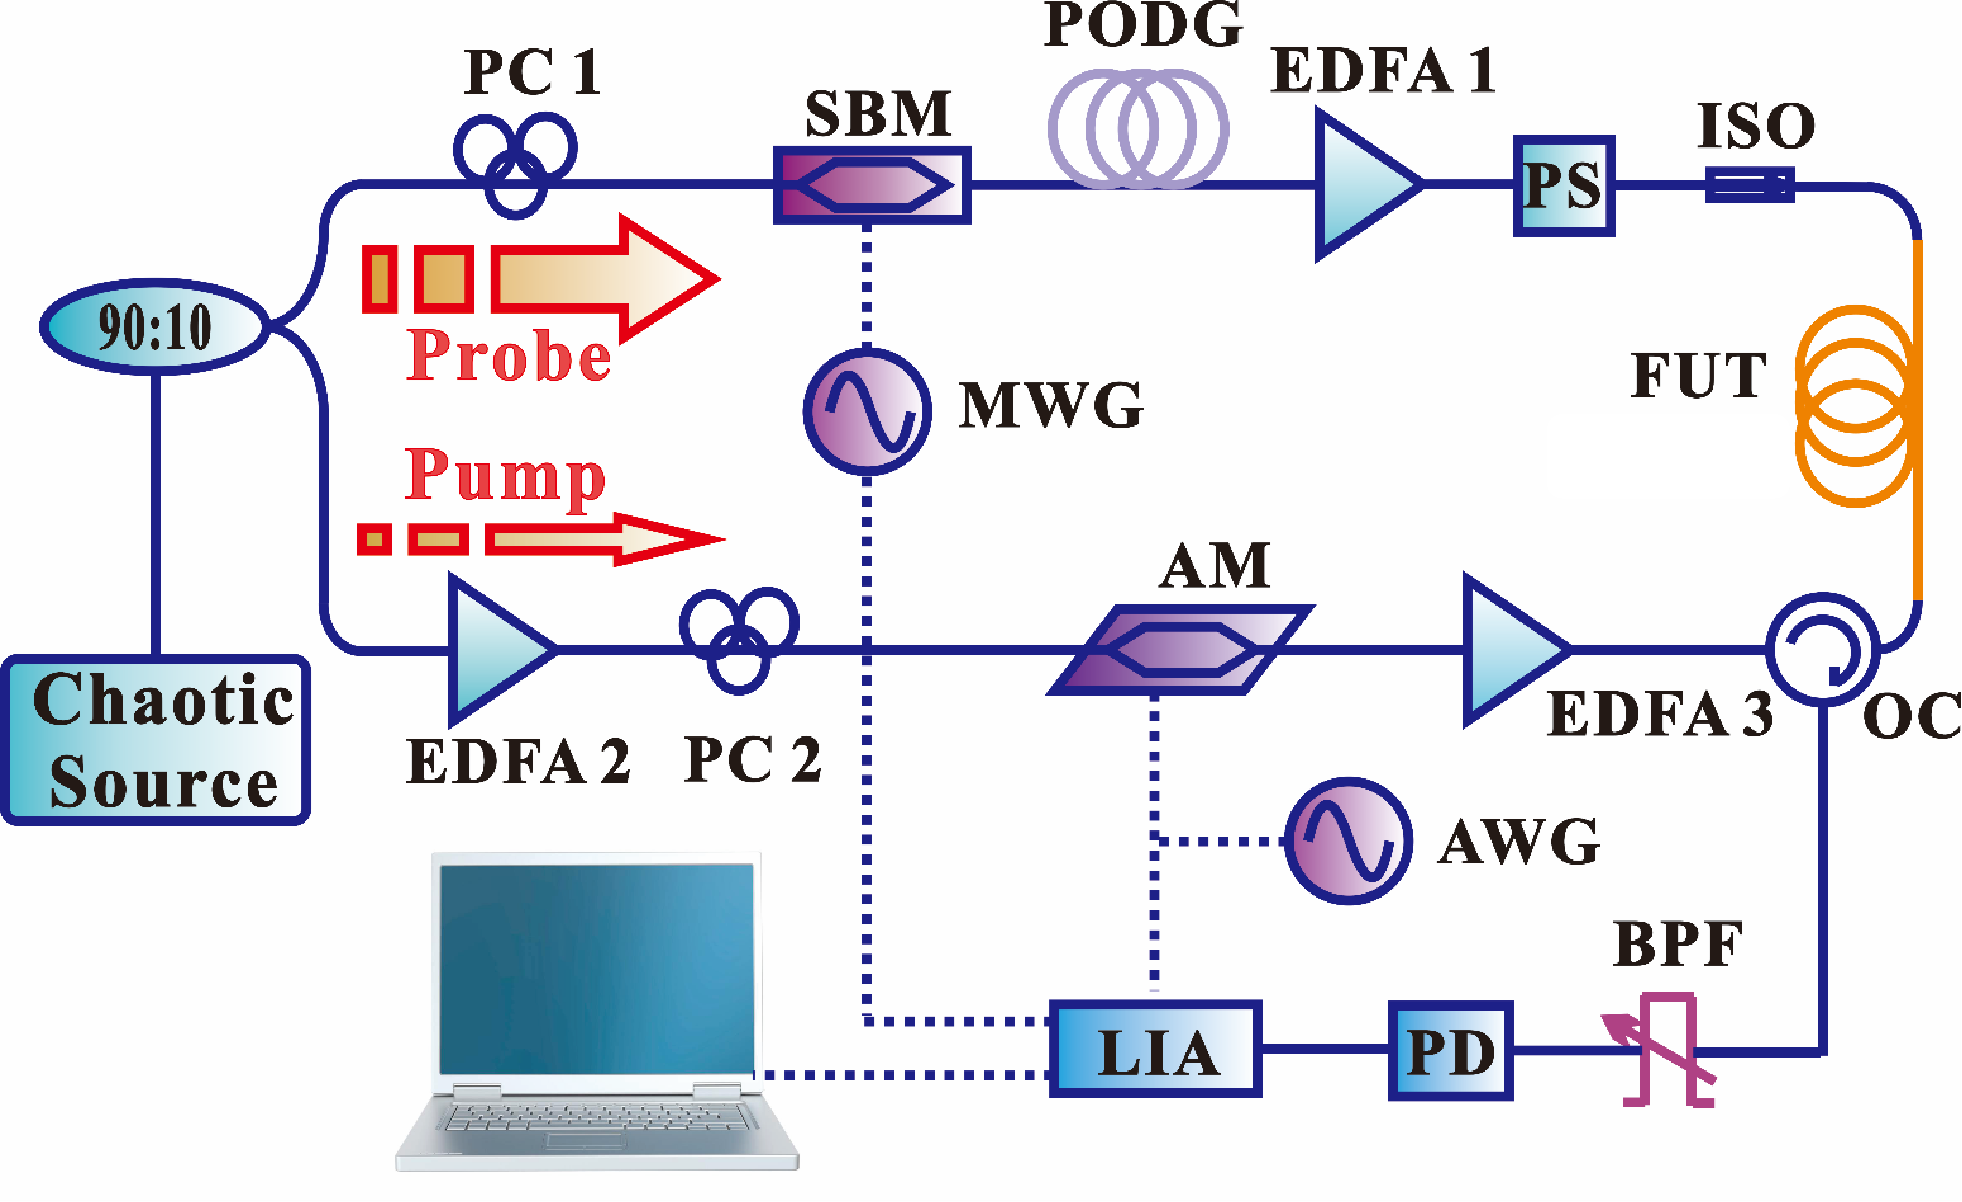 PODG
PC 1
EDFA 1
SBM
ISO
PS
90:10
Probe
MWG
FUT
Pump
AM
Chaotic
Source
EDFA 2
PC 2
EDFA 3
OC
AWG
BPF
LIA
PD